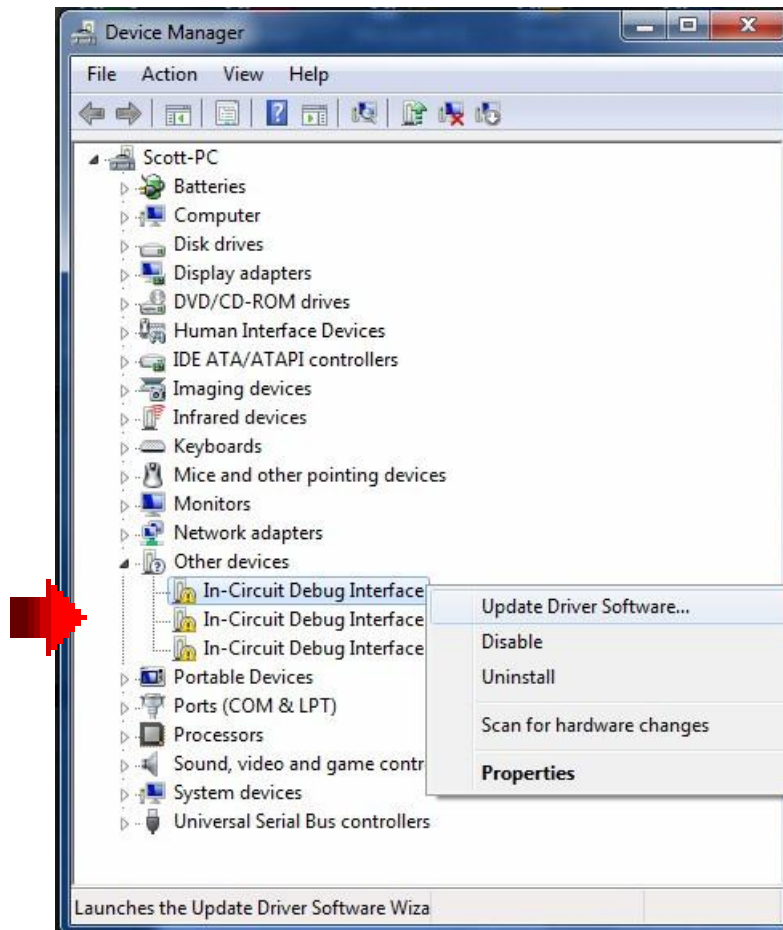 Device Manager
File Action View Help
Scott-PC
Batteries
Computer
Disk drives
Display adapters
DVD/CD-ROM drives
Human Interface Devices
IDE ATA/ATAPI controllers
Imaging devices
Infrared devices
Keyboards
Mice and other pointing devices
Monitors
Network adapters
Other devices
In-Circuit Debug Interface
In-Circuit Debug Interface
In-Circuit Debug Interface
Portable Devices
Ports (COM & LPT)
Processors
Sound, video and game contr
System devices
Universal Serial Bus controllers
Update Driver Software...
Disable
Uninstall
Scan for hardware changes
Properties
Launches the Update Driver Software Wiza